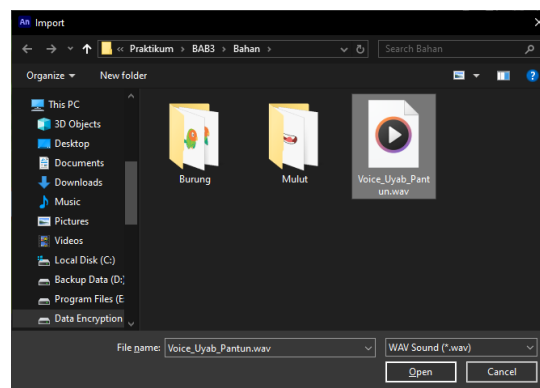 An Import
« Praktikum > BAB3 > Bahan >
Search Bahan
Organize
New folder
This PC
3D Objects
Desktop
Documents
Downloads
Music
Pictures
Videos
Local Disk (C:)
Backup Data (D:)
Program Files (E
Data Encryption
Burung
Mulut
Voice_Uyab_Pant
un.wav
File name:
Voice_Uyab_Pantun.wav
WAV Sound (*.wav)
Open
Cancel